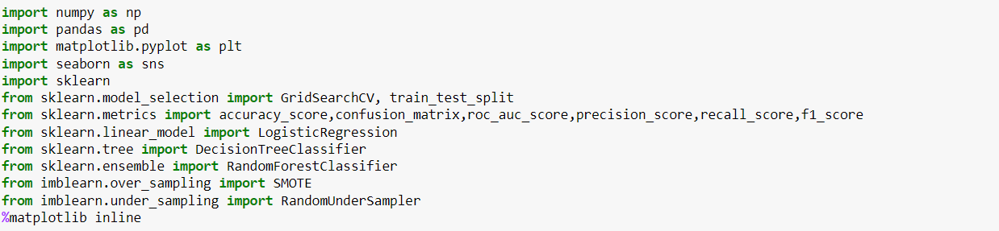 import numpy as np
import pandas as pd
import matplotlib.pyplot as plt
import seaborn as sns
import sklearn
from sklearn.model_selection import GridSearchCV, train_test_split
from sklearn.metrics import accuracy_score,confusion_matrix,roc_auc_score,precision_score,recall_score,f1_score
from sklearn.linear_model import LogisticRegression
from sklearn.tree import DecisionTreeClassifier
from sklearn.ensemble import RandomForestClassifier
from imblearn.over_sampling import SMOTE
from imblearn.under_sampling import RandomUnderSampler
%matplotlib inline